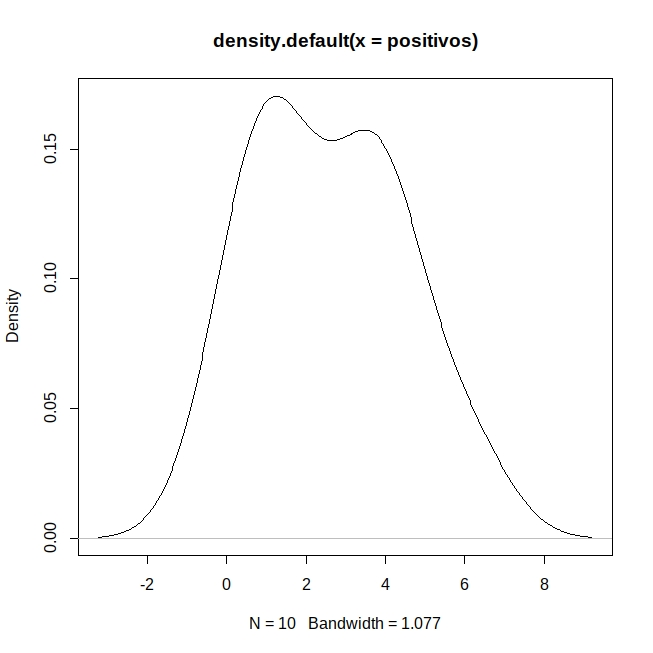 density.default(x = positivos)
Density
0.15
0.10
0.05
0.00
-2 0 2 4 6 8
N = 10 Bandwidth = 1.077